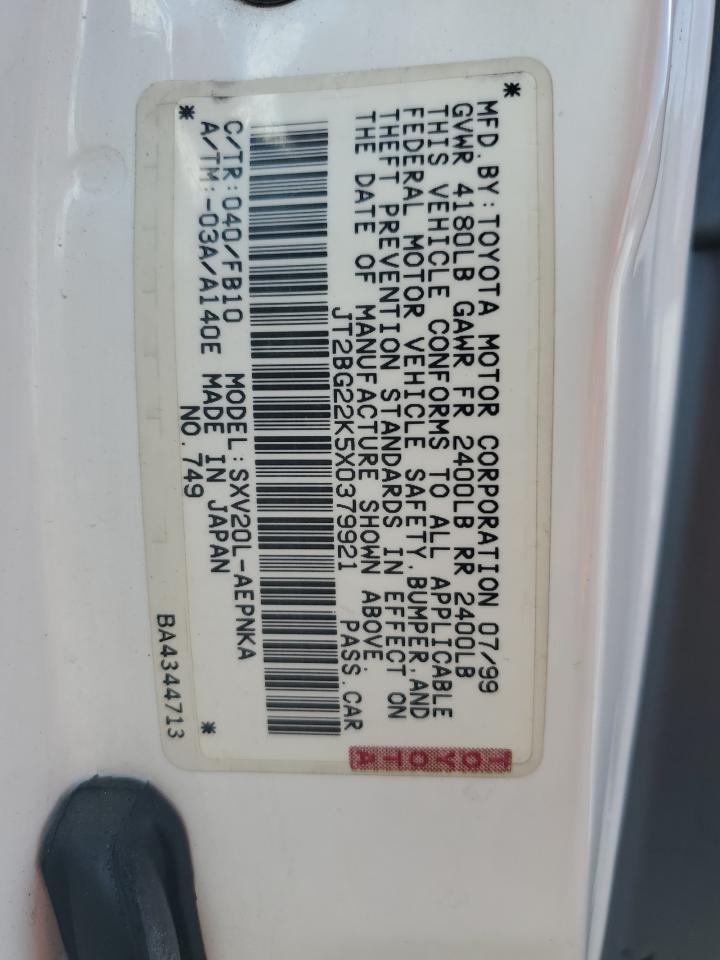 MFD.BY:TOYOTA MOTOR CORPORATION 07/99
GVWR 4180LB GAWR FR 2400LB RR 2400LB
THIS VEHICLE CONFORMS TO ALL APPLICABLE
FEDERAL MOTOR VEHICLE SAFETY,BUMPER,AND
THEFT PREVENTION STANDARDS IN EFFECT ON
THE DATE OF MANUFACTURE SHOWN ABOVE.
JT2BG22K5X0379921 PASS.CAR
C/TR:040/FB10 MODEL:SXV20L-AEPNKA
A/TM:-03A/A140E MADE IN JAPAN
NO.749
BA4344713
TOYOTA